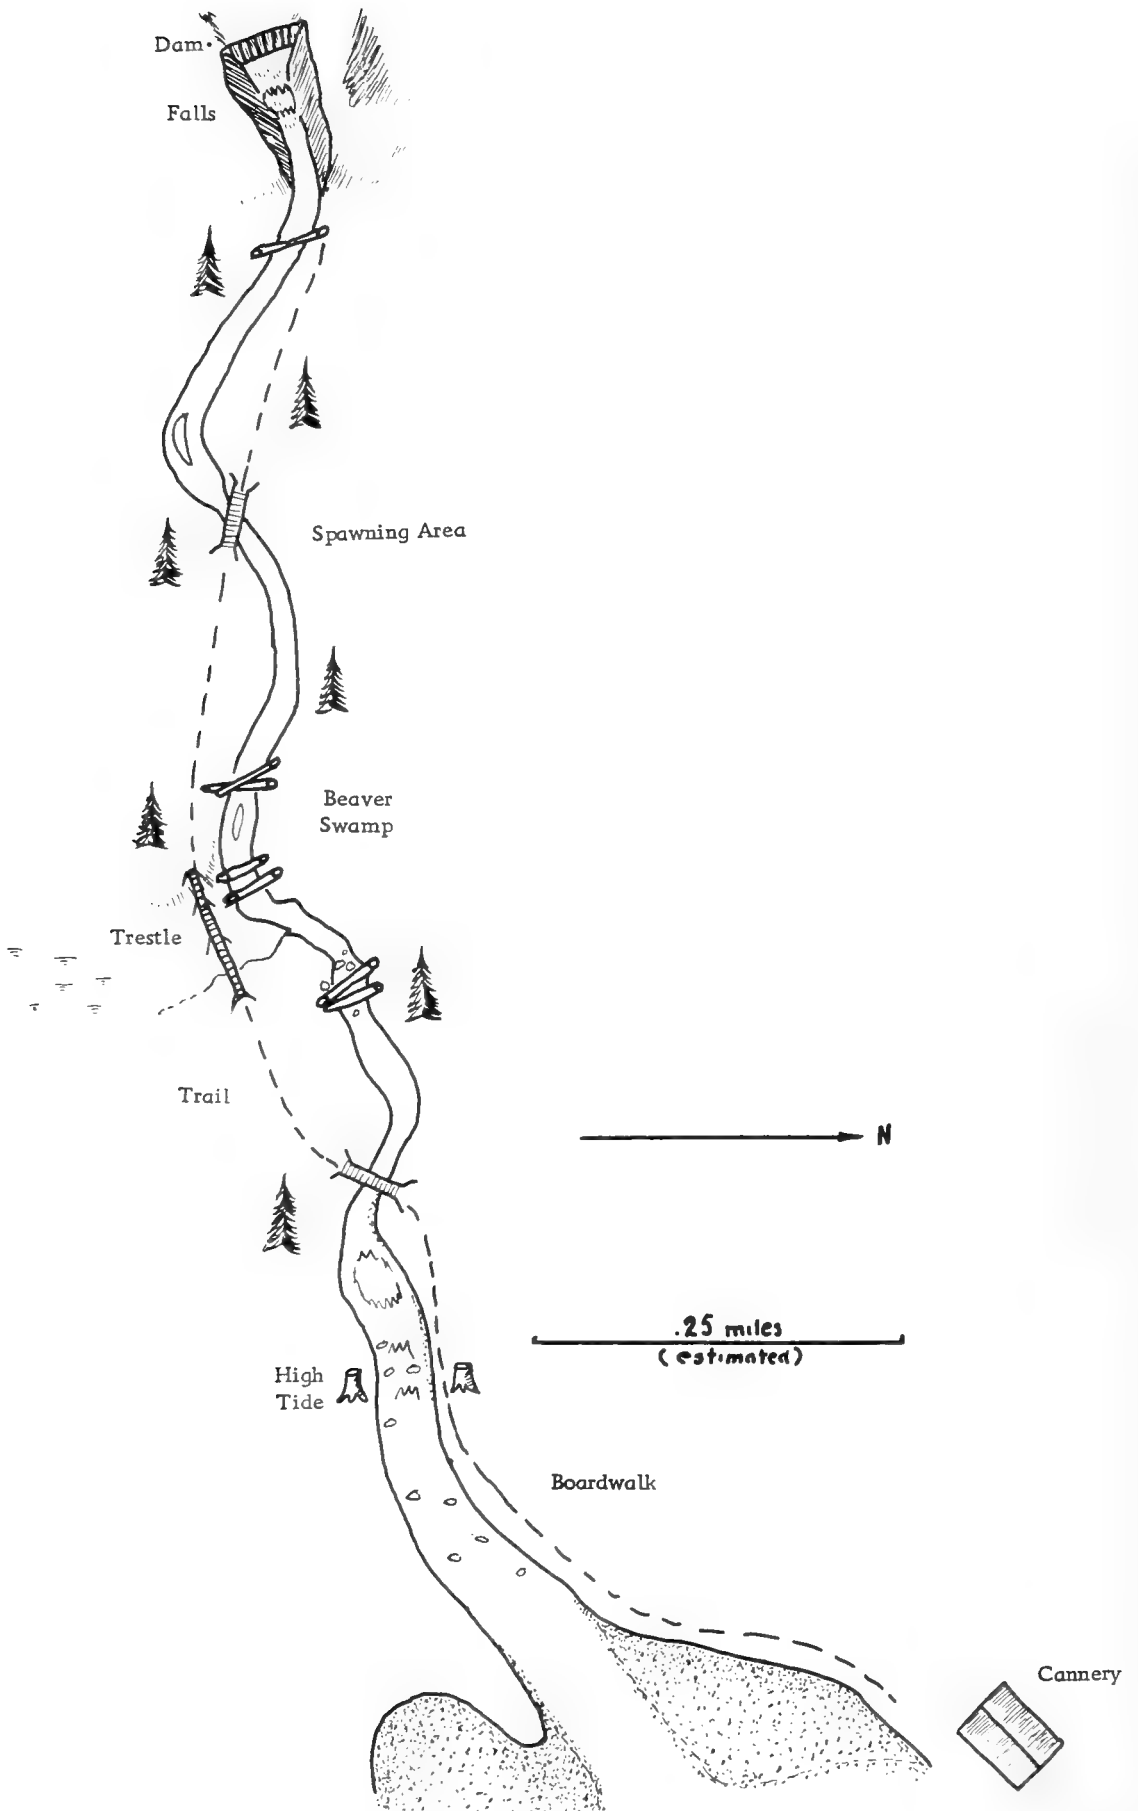 Dam
Falls
Spawning Area
Beaver
Swamp
Trestle
Trail
N
.25 miles
(estimated)
High
Tide
Boardwalk
Cannery